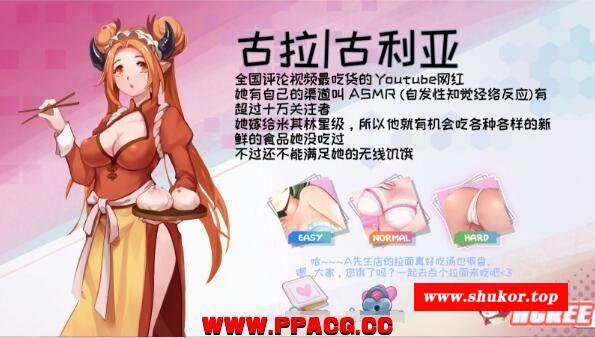 古拉|古利亚
全国评论视频最吃货的 Youtube网红
她有自己的渠道叫 ASMR (自发性知觉经络反应)有
超过十万关注者
她嫁给米其林星级，所以他就有机会吃各种各样的新
鲜的食品她没吃过
不过还不能满足她的无线饥饿
EASY
NORMAL
HARD
哈~~~A先生店的拉面真好吃汤也很香。
嗯...大家，您饿了吗？一起去点个拉面来吃吧<3
www.shukor.top
AGREE
WWW.PPACG.CC